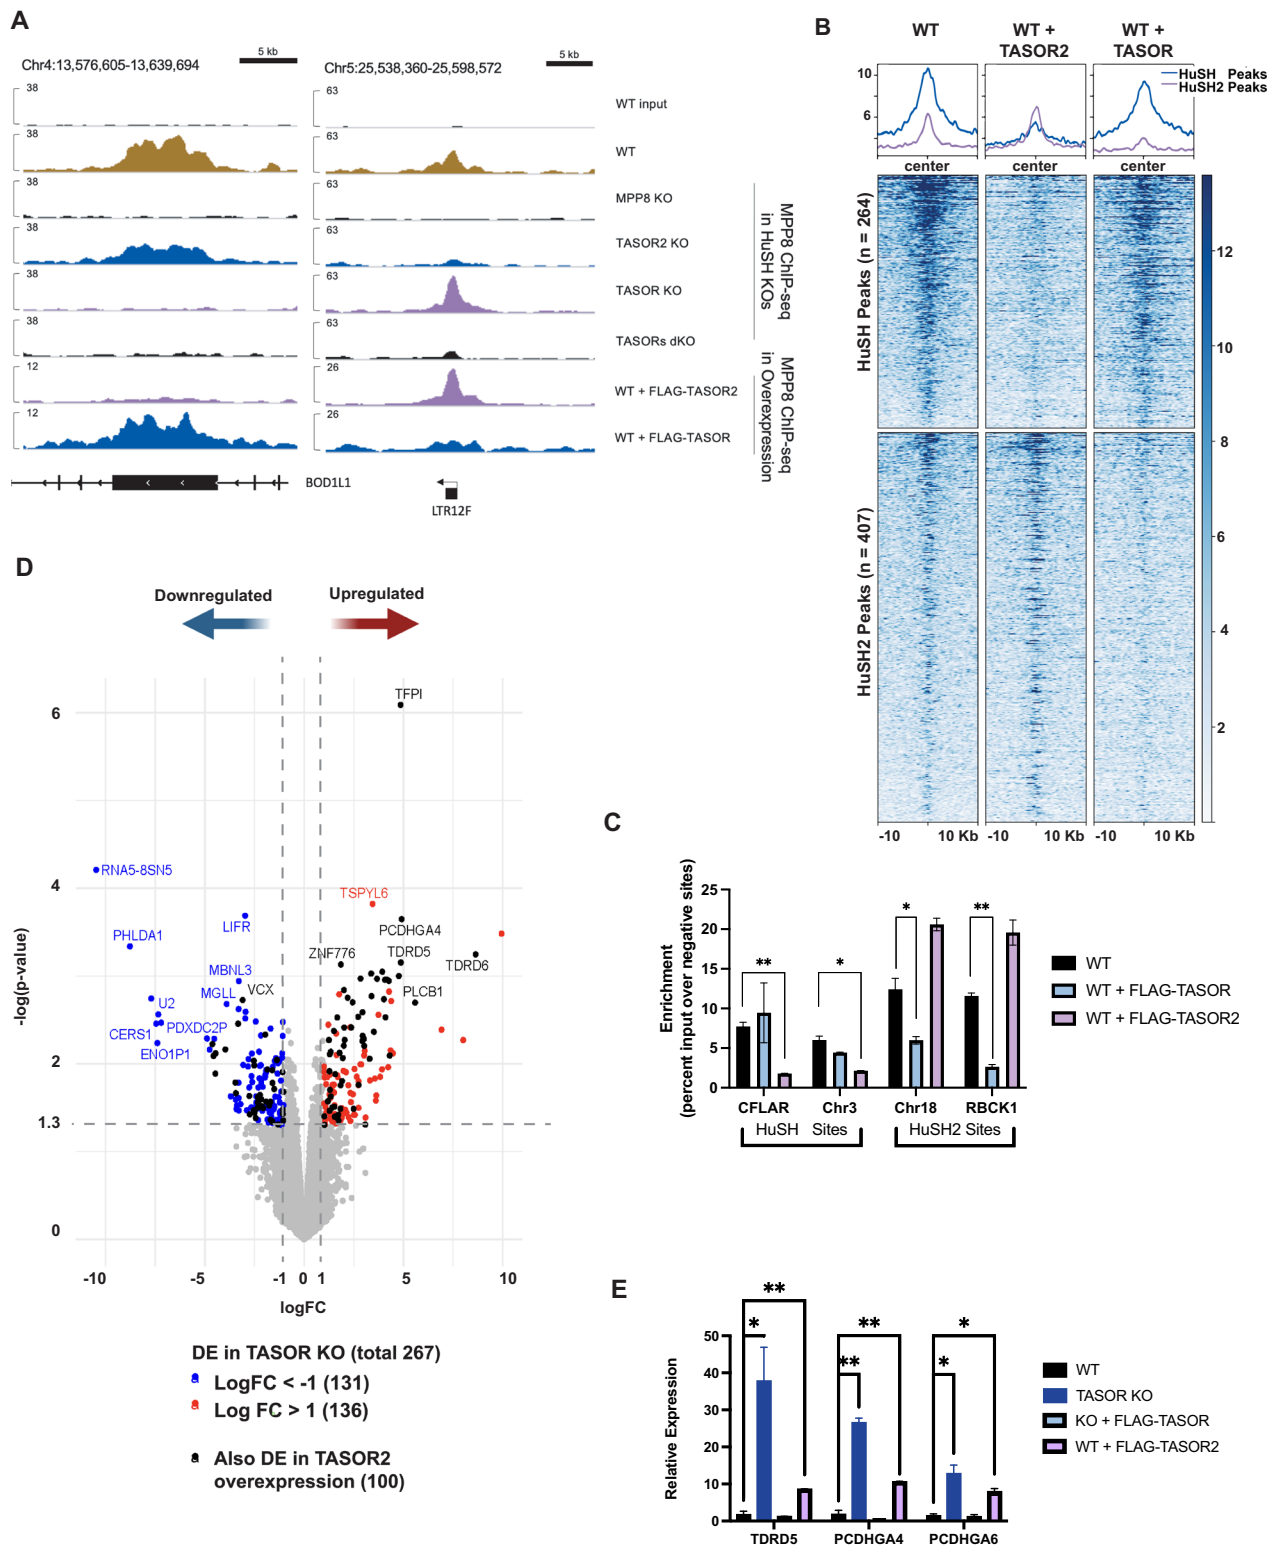 A
Chr4:13,576,605-13,639,694
5 kb
Chr5:25,538,360-25,598,572
5 kb
38
63
WT input
38
63
WT
38
63
MPP8 KO
38
63
TASOR2 KO
38
63
TASOR KO
38
63
TASORs dKO
12
26
WT + FLAG-TASOR2
12
26
WT + FLAG-TASOR
MPP8 ChIP-seq
in HuSH KOs
MPP8 ChIP-seq
in Overexpression
BOD1L1
LTR12F
B
WT
WT +
TASOR2
WT +
TASOR
10
6
HuSH Peaks
HuSH2 Peaks
center
center
center
HuSH Peaks (n = 264)
HuSH2 Peaks (n = 407)
12
10
8
6
4
2
-10
10 Kb
-10
10 Kb
-10
10 Kb
C
Enrichment
(percent input over negative sites)
25
20
15
10
5
0
**
*
*
**
CFLAR
Chr3
Chr18
RBCK1
HuSH Sites
HuSH2 Sites
WT
WT + FLAG-TASOR
WT + FLAG-TASOR2
D
Downregulated
Upregulated
-log(p-value)
6
4
2
1.3
0
TFPI
RNA5-8SN5
TSPYL6
LIFR
PCDHGA4
PHLDA1
ZNF776
TDRD5
TDRD6
MBNL3
MGLL
VCX
PLCB1
U2
CERS1
PDXDC2P
ENO1P1
-10
-5
-1
0
1
5
10
logFC
DE in TASOR KO (total 267)
LogFC < -1 (131)
Log FC > 1 (136)
Also DE in TASOR2
overexpression (100)
E
Relative Expression
50
40
30
20
10
0
**
*
**
**
*
*
TDRD5
PCDHGA4
PCDHGA6
WT
TASOR KO
KO + FLAG-TASOR
WT + FLAG-TASOR2